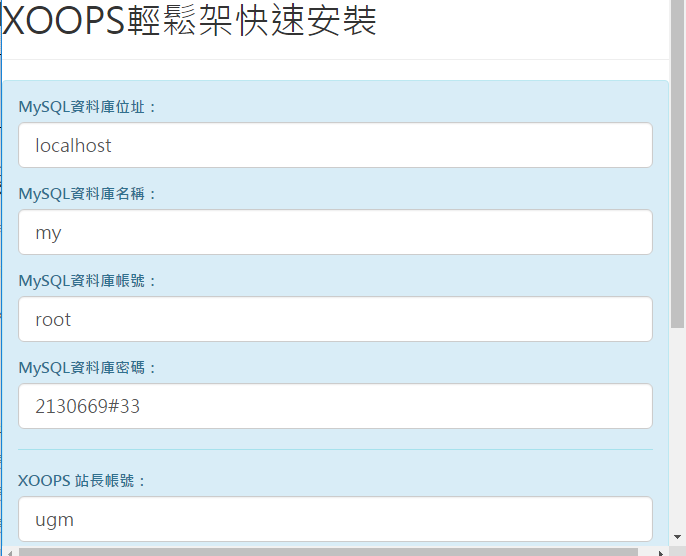 XOOPS輕鬆架快速安裝
MySQL資料庫位址：
localhost
MySQL資料庫名稱：
my
MySQL資料庫帳號：
root
MySQL資料庫密碼：
2130669#33
XOOPS 站長帳號：
ugm